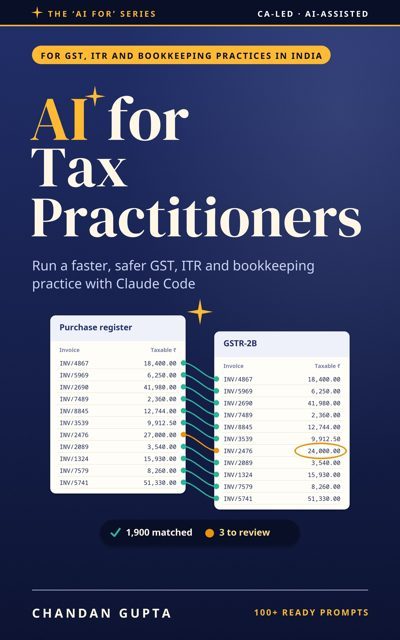 THE ‘AI FOR’ SERIES
CA-LED · AI-ASSISTED
FOR GST, ITR AND BOOKKEEPING PRACTICES IN INDIA
AI for
Tax
Practitioners
Run a faster, safer GST, ITR and bookkeeping
practice with Claude Code
Purchase register
Invoice Taxable ₹
INV/4867 18,400.00
INV/5969 6,250.00
INV/2690 41,980.00
INV/7489 2,360.00
INV/8845 12,744.00
INV/3539 9,912.50
INV/2476 27,000.00
INV/2089 3,540.00
INV/1324 15,930.00
INV/7579 8,260.00
INV/5741 51,330.00
GSTR-2B
Invoice Taxable ₹
INV/4867 18,400.00
INV/5969 6,250.00
INV/2690 41,980.00
INV/7489 2,360.00
INV/8845 12,744.00
INV/3539 9,912.50
INV/2476 24,000.00
INV/2089 3,540.00
INV/1324 15,930.00
INV/7579 8,260.00
INV/5741 51,330.00
1,900 matched 3 to review
CHANDAN GUPTA
100+ READY PROMPTS